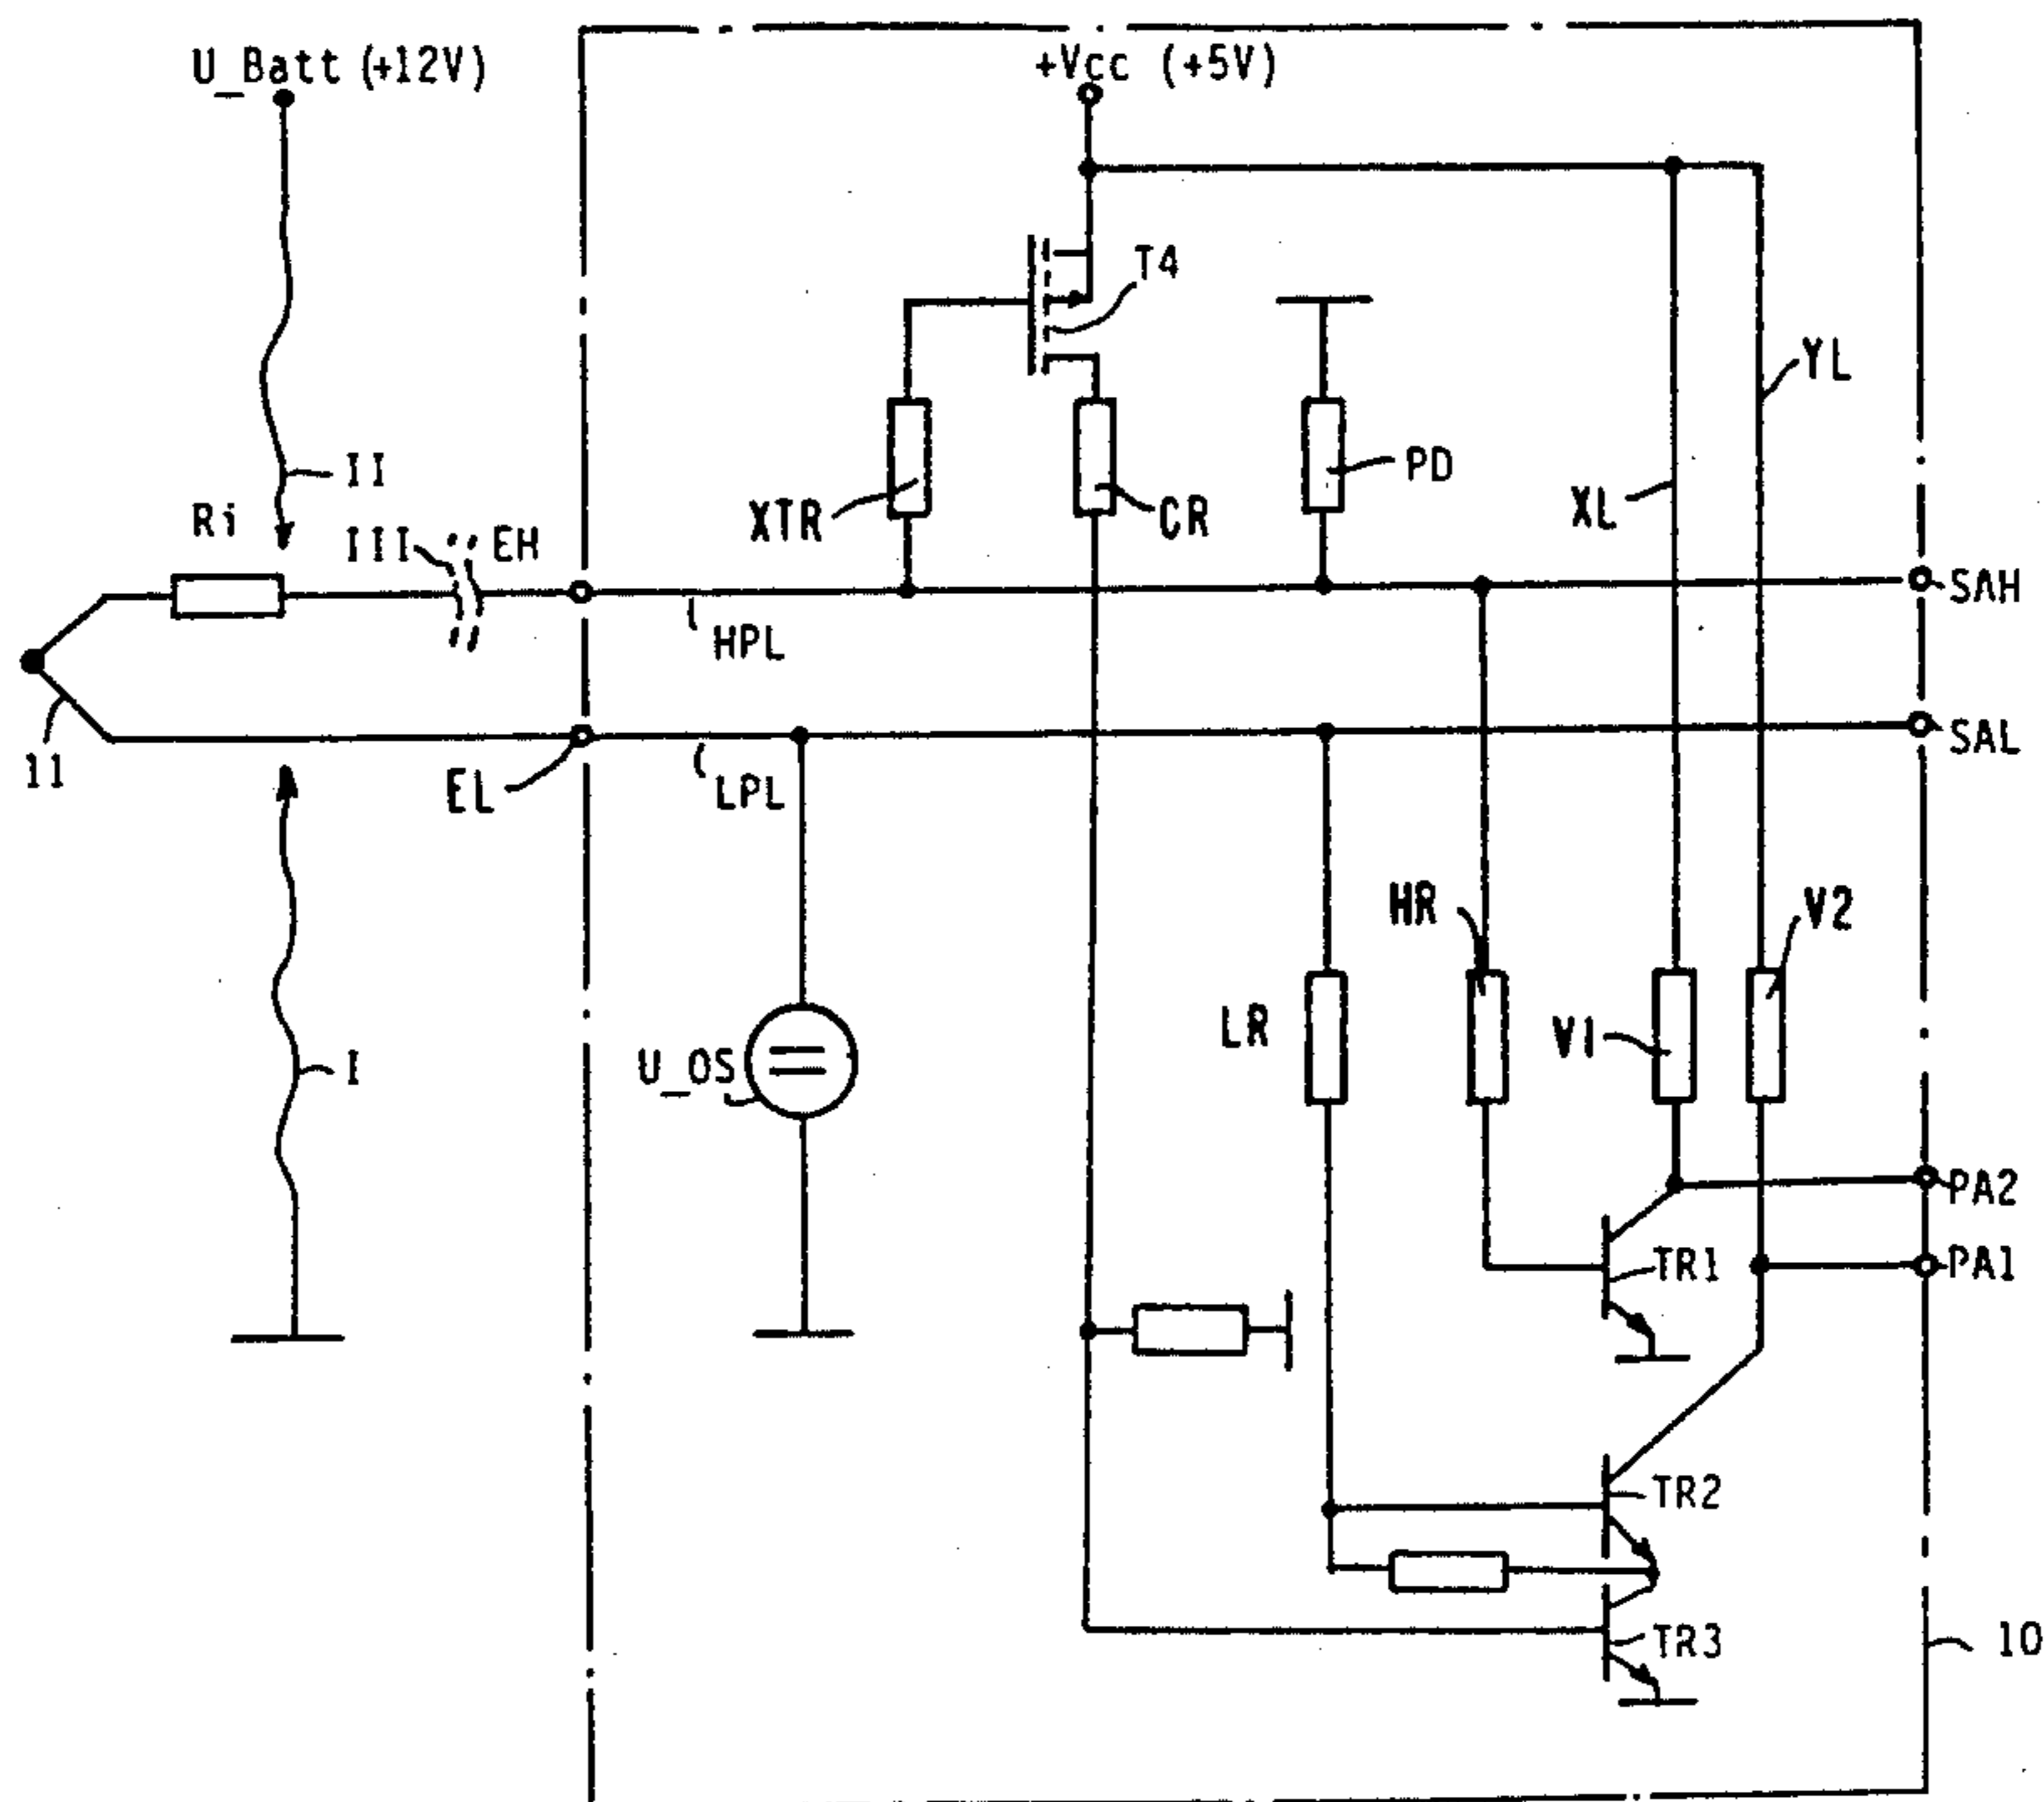 U_Batt (+12V)
+Vcc (+5V)
T4
YL
II
PD
Ri
XTR
CR
XL
III
EH
SAH
HPL
11
EL
LPL
SAL
HR
V2
LR
V1
U_OS
I
PA2
TR1
PA1
TR2
TR3
10